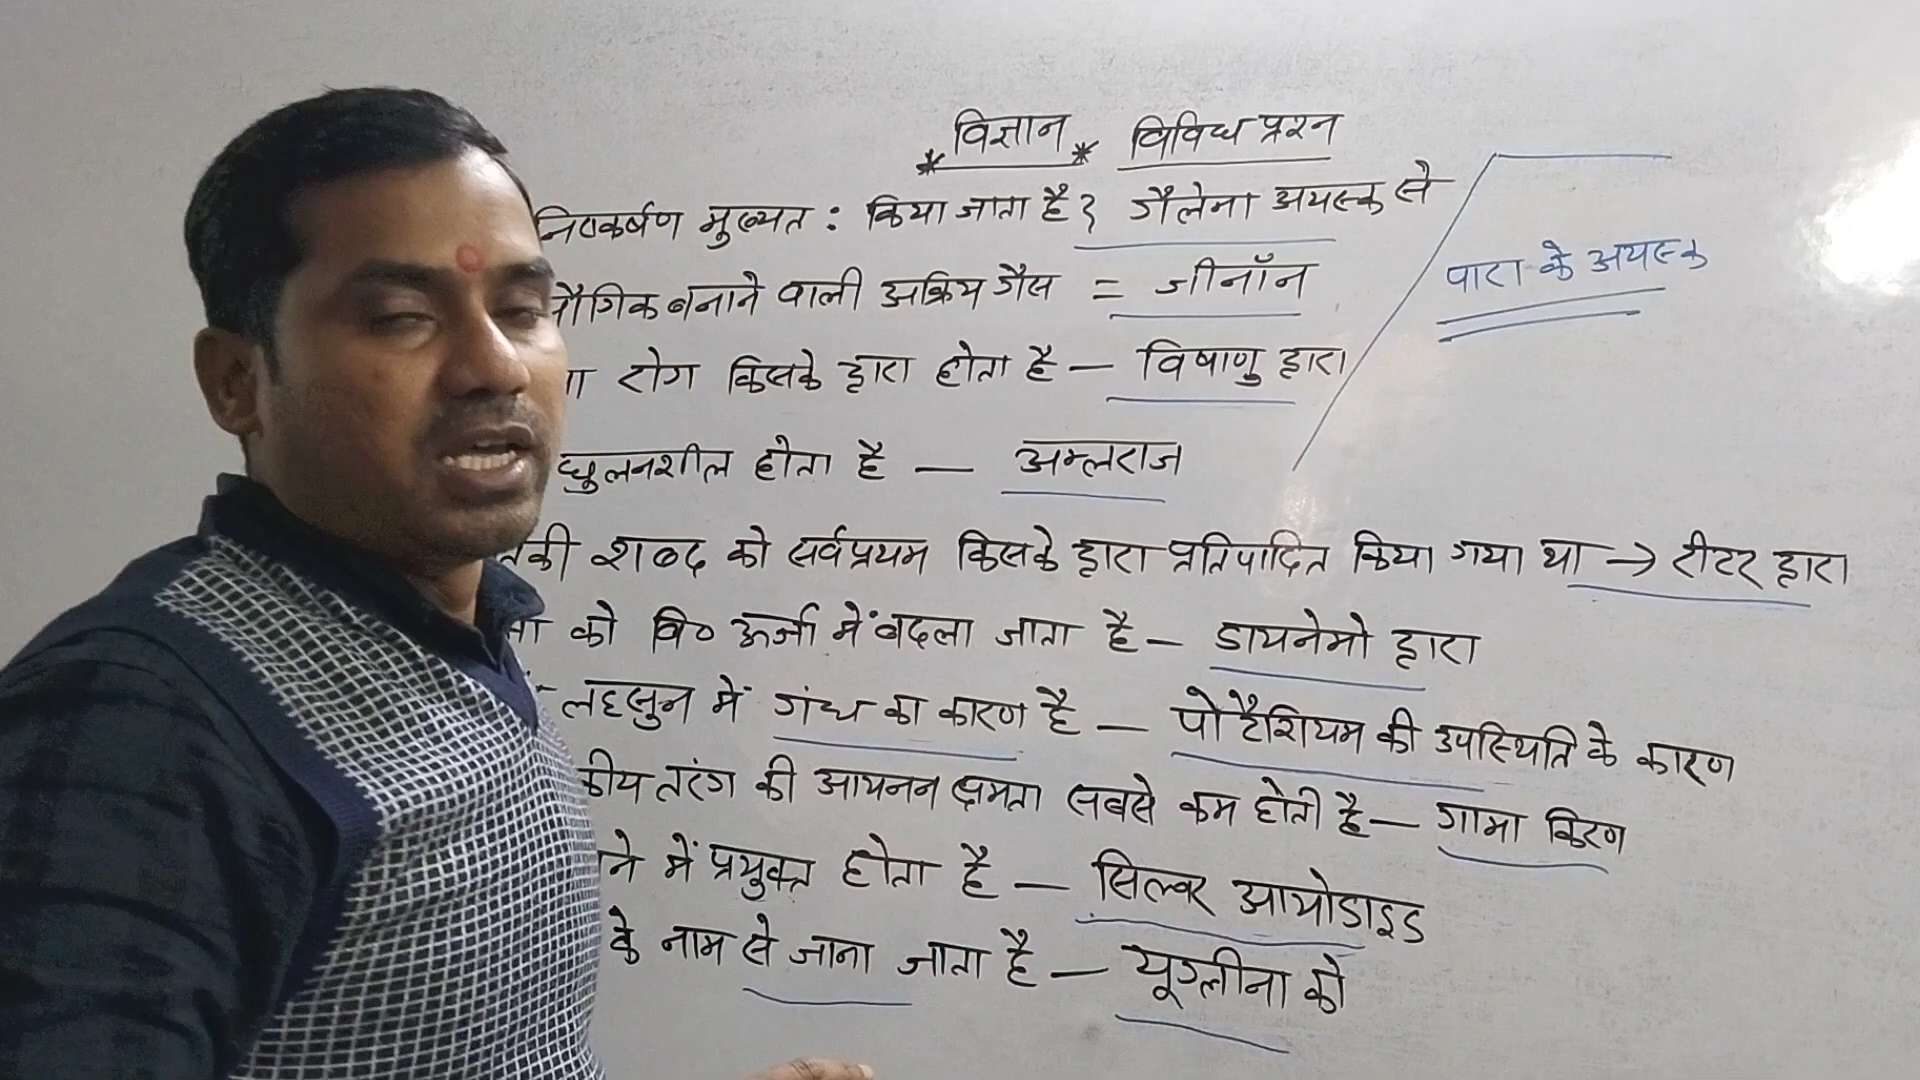 * विज्ञान * विविध प्रश्न
निष्कर्षण मुख्यत: किया जाता है? गैलेना अयस्क से
पारा के अयस्क
यौगिक बनाने वाली अक्रिय गैस = जीनॉन
रोग किसके द्वारा होता है — विषाणु द्वारा
घुलनशील होता है — अम्लराज
शब्द को सर्वप्रथम किसके द्वारा प्रतिपादित किया गया था → रीटर द्वारा
को वि० ऊर्जा में बदला जाता है — डायनेमो द्वारा
लहसुन में गंध का कारण है — पोटैशियम की उपस्थिति के कारण
तरंग की आयनन क्षमता सबसे कम होती है — गामा किरण
में प्रयुक्त होता है — सिल्वर आयोडाइड
के नाम से जाना जाता है — यूग्लीना को